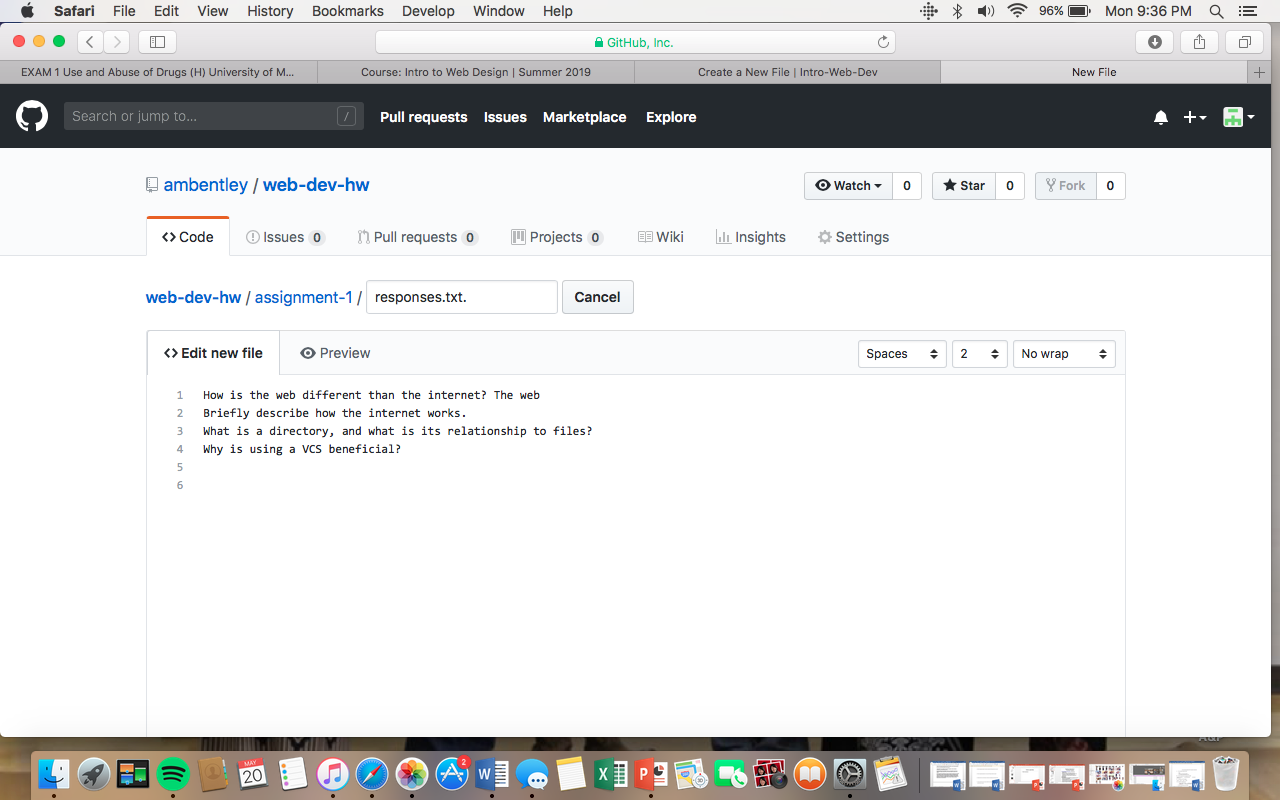 Safari File Edit View History Bookmarks Develop Window Help 96% Mon 9:36 PM
GitHub, Inc.
EXAM 1 Use and Abuse of Drugs (H) University of M... Course: Intro to Web Design | Summer 2019 Create a New File | Intro-Web-Dev New File +
Search or jump to... / Pull requests Issues Marketplace Explore
ambentley / web-dev-hw Watch 0 Star 0 Fork 0
Code Issues 0 Pull requests 0 Projects 0 Wiki Insights Settings
web-dev-hw / assignment-1 / responses.txt. Cancel
<> Edit new file Preview Spaces 2 No wrap
1 How is the web different than the internet? The web
2 Briefly describe how the internet works.
3 What is a directory, and what is its relationship to files?
4 Why is using a VCS beneficial?
5
6
MAY 20 2